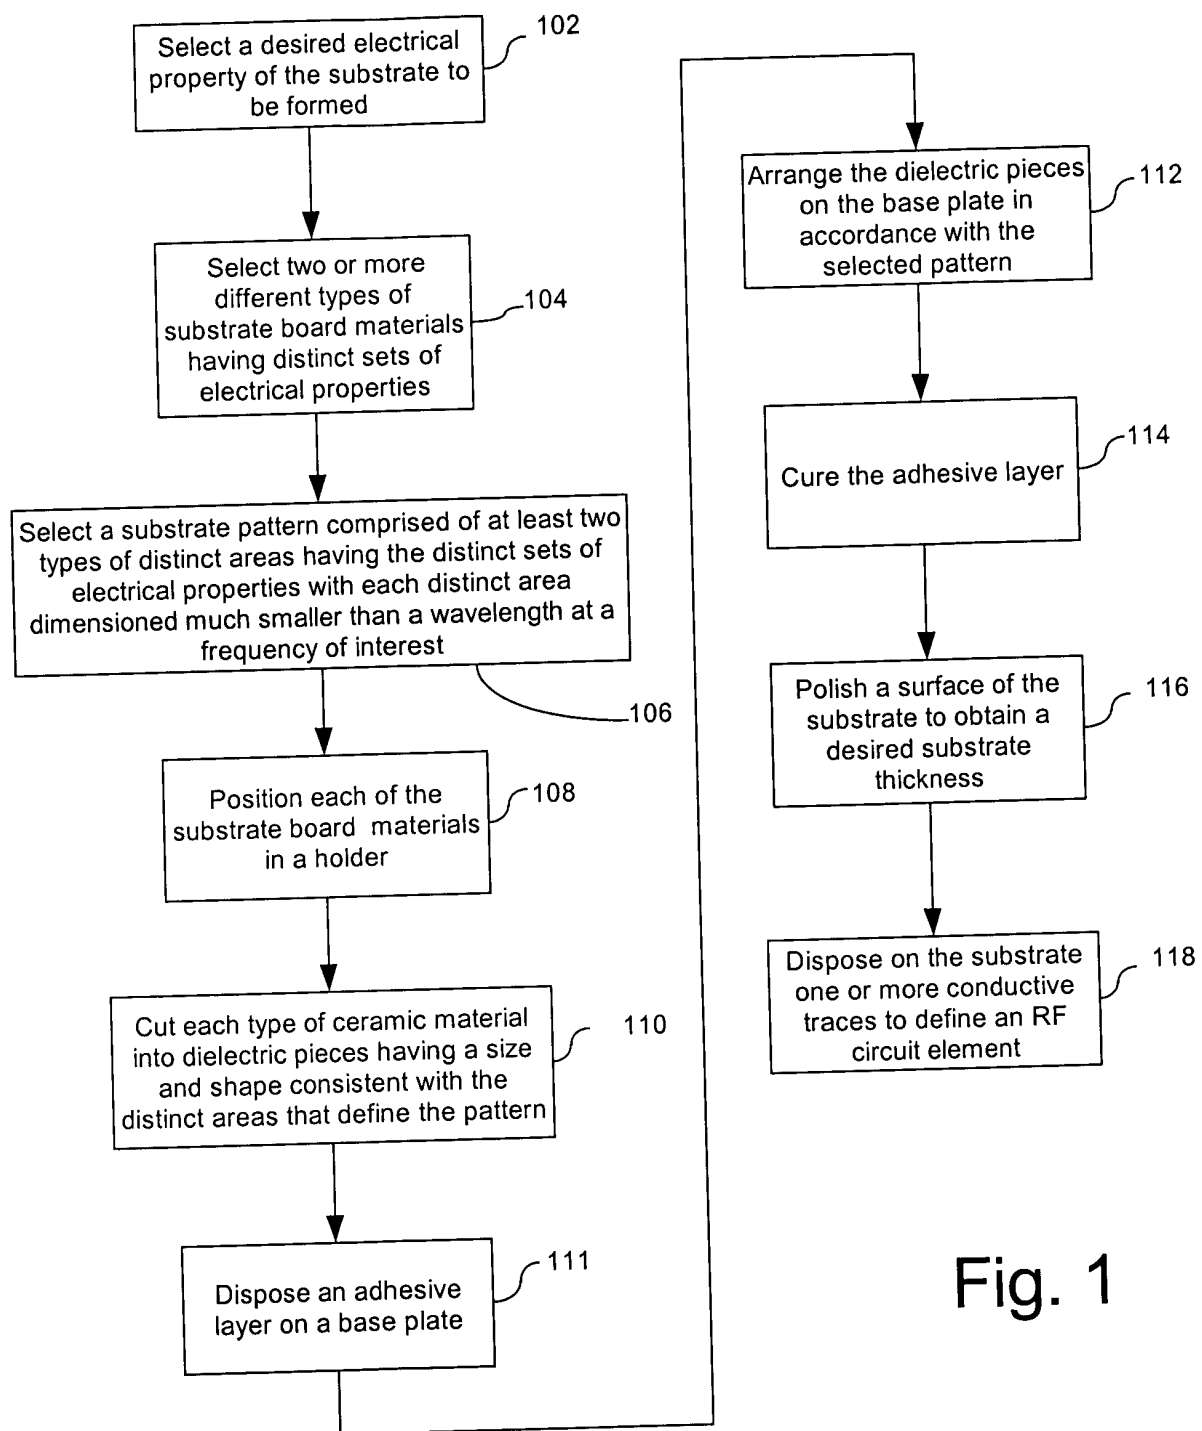 Select a desired electrical
property of the substrate to
be formed
102
Select two or more
different types of
substrate board materials
having distinct sets of
electrical properties
104
Select a substrate pattern comprised of at least two
types of distinct areas having the distinct sets of
electrical properties with each distinct area
dimensioned much smaller than a wavelength at a
frequency of interest
106
Position each of the
substrate board materials
in a holder
108
Cut each type of ceramic material
into dielectric pieces having a size
and shape consistent with the
distinct areas that define the pattern
110
Dispose an adhesive
layer on a base plate
111
Arrange the dielectric pieces
on the base plate in
accordance with the
selected pattern
112
Cure the adhesive layer
114
Polish a surface of the
substrate to obtain a
desired substrate
thickness
116
Dispose on the substrate
one or more conductive
traces to define an RF
circuit element
118
Fig. 1